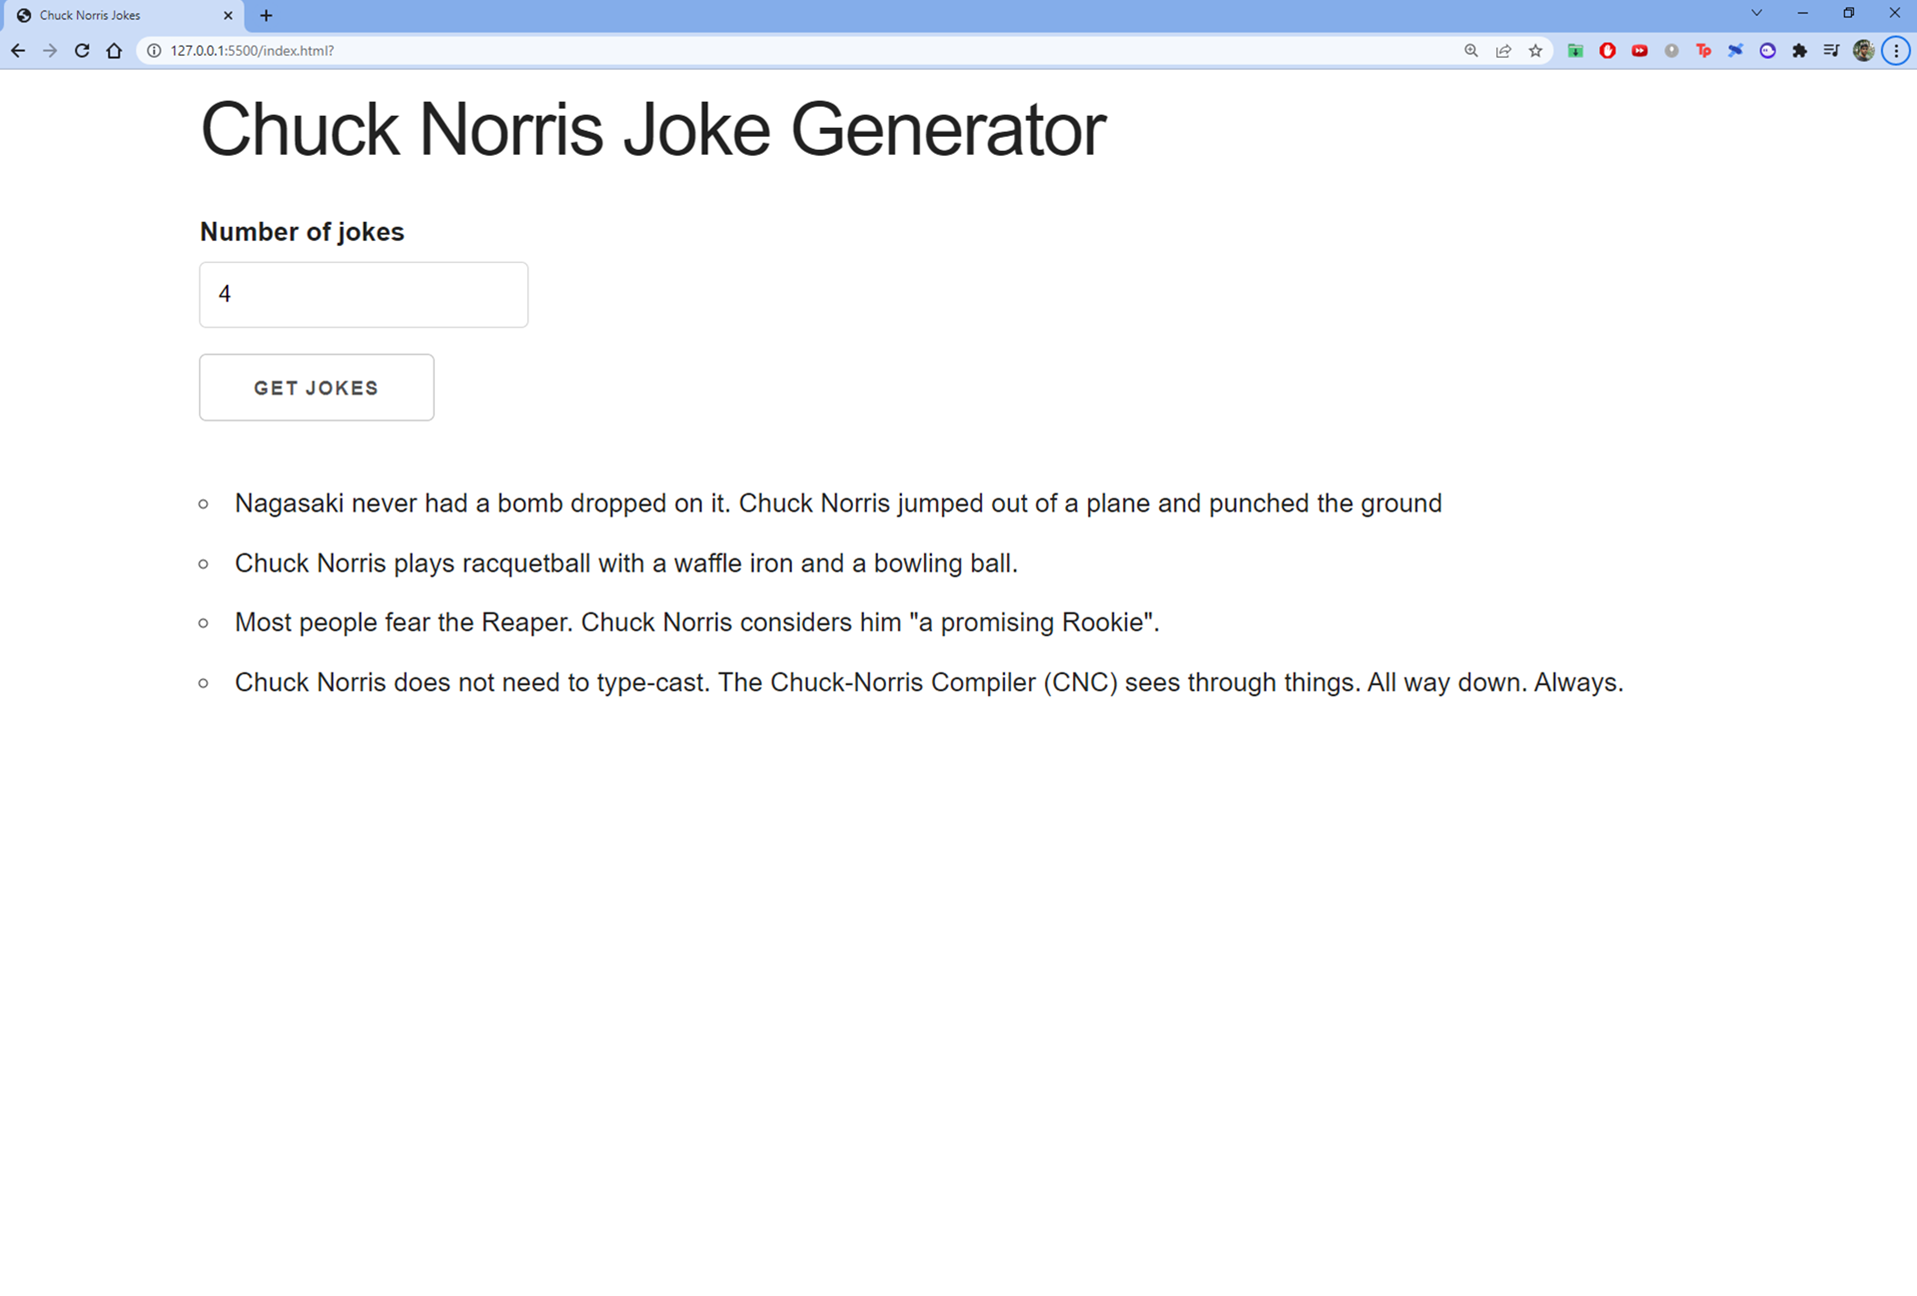 Chuck Norris Jokes
127.0.0.1:5500/index.html?
Tp
Chuck Norris Joke Generator
Number of jokes
4
GET JOKES
Nagasaki never had a bomb dropped on it. Chuck Norris jumped out of a plane and punched the ground
Chuck Norris plays racquetball with a waffle iron and a bowling ball.
Most people fear the Reaper. Chuck Norris considers him "a promising Rookie".
Chuck Norris does not need to type-cast. The Chuck-Norris Compiler (CNC) sees through things. All way down. Always.